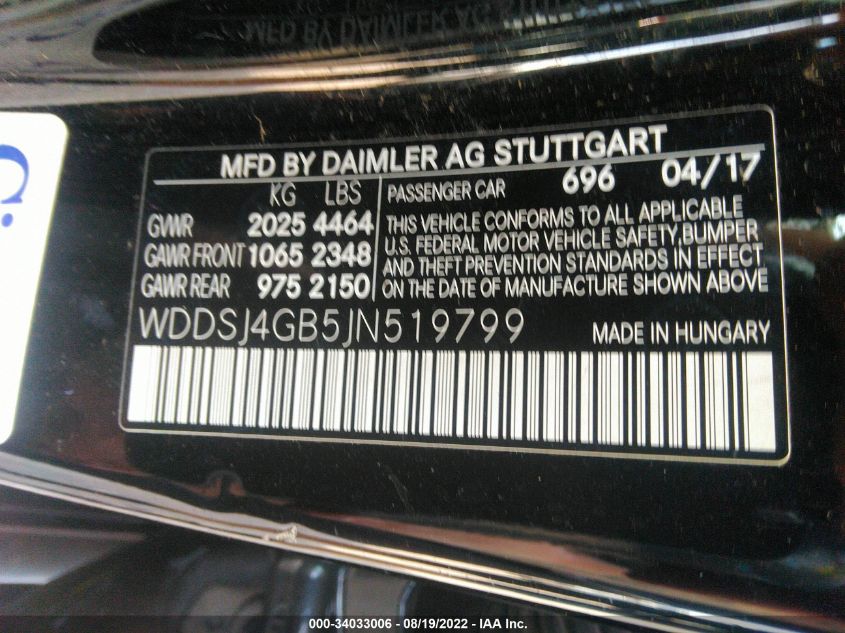 MFD BY DAIMLER AG STUTTGART
KG LBS
GVWR 2025 4464
GAWR FRONT 1065 2348
GAWR REAR 975 2150
PASSENGER CAR 696 04/17
THIS VEHICLE CONFORMS TO ALL APPLICABLE
U.S. FEDERAL MOTOR VEHICLE SAFETY, BUMPER
AND THEFT PREVENTION STANDARDS IN EFFECT
ON THE DATE OF MANUFACTURE SHOWN ABOVE
WDDSJ4GB5JN519799 MADE IN HUNGARY
000-34033006 - 08/19/2022 - IAA Inc.